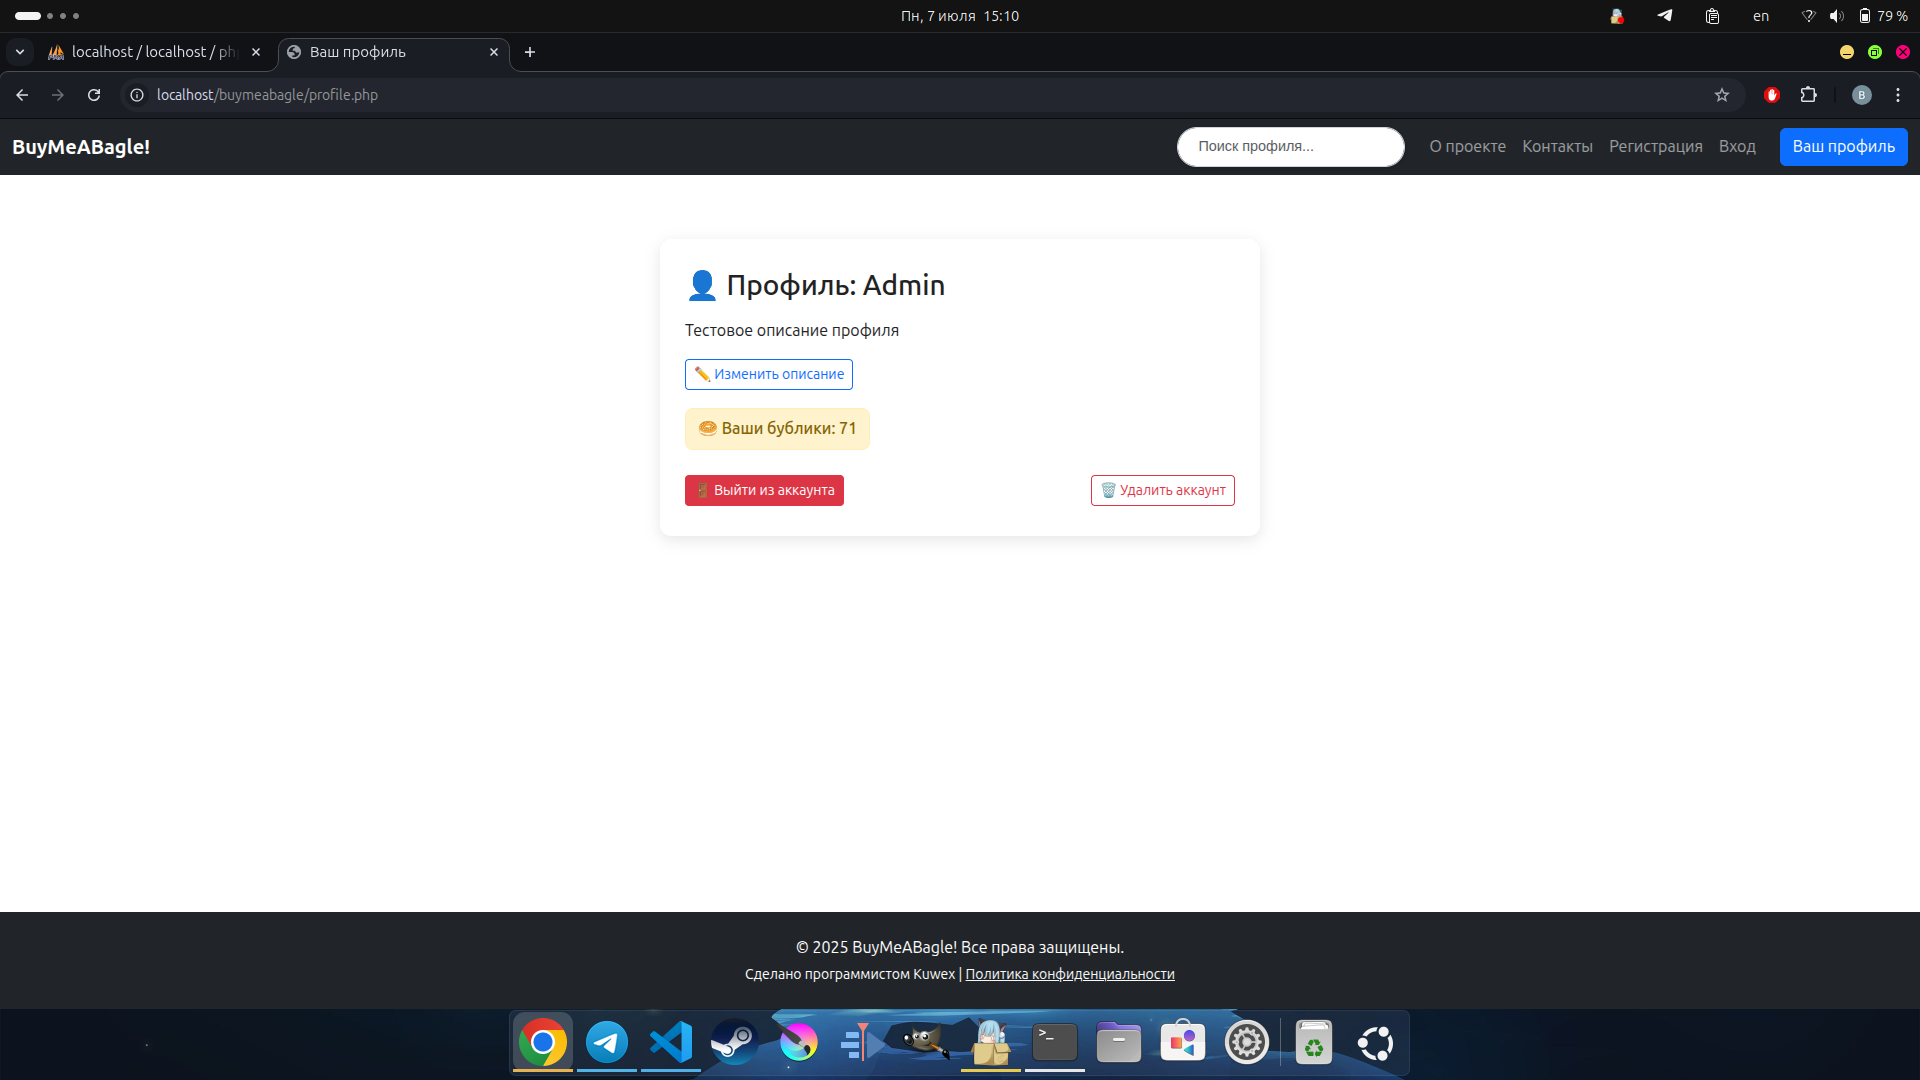 Пн, 7 июля 15:10
en
79 %
localhost / localhost / ph
Ваш профиль
localhost/buymeabagle/profile.php
B
BuyMeABagle!
Поиск профиля...
О проекте
Контакты
Регистрация
Вход
Ваш профиль
Профиль: Admin
Тестовое описание профиля
Изменить описание
Ваши бублики: 71
Выйти из аккаунта
Удалить аккаунт
© 2025 BuyMeABagle! Все права защищены.
Сделано программистом Kuwex | Политика конфиденциальности
>_